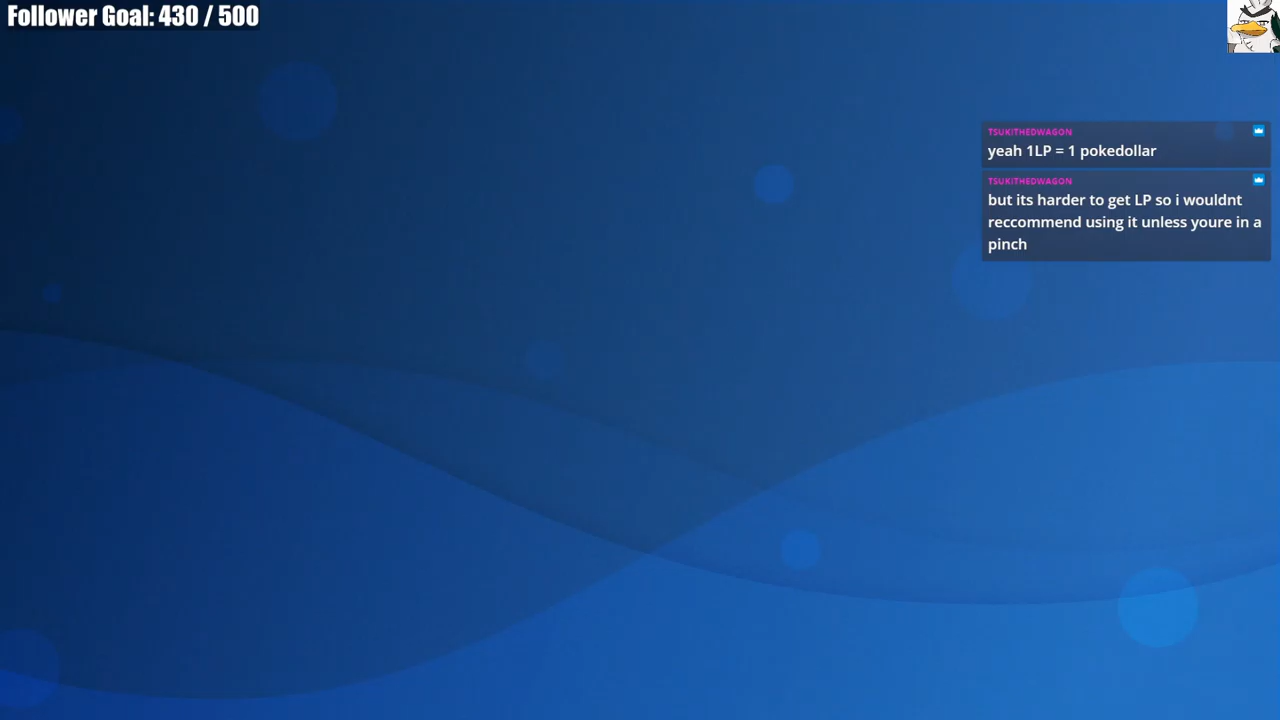 Follower Goal: 430 / 500
TSUKITHEDWAGON
yeah 1LP = 1 pokedollar
TSUKITHEDWAGON
but its harder to get LP so i wouldnt
reccommend using it unless youre in a
pinch